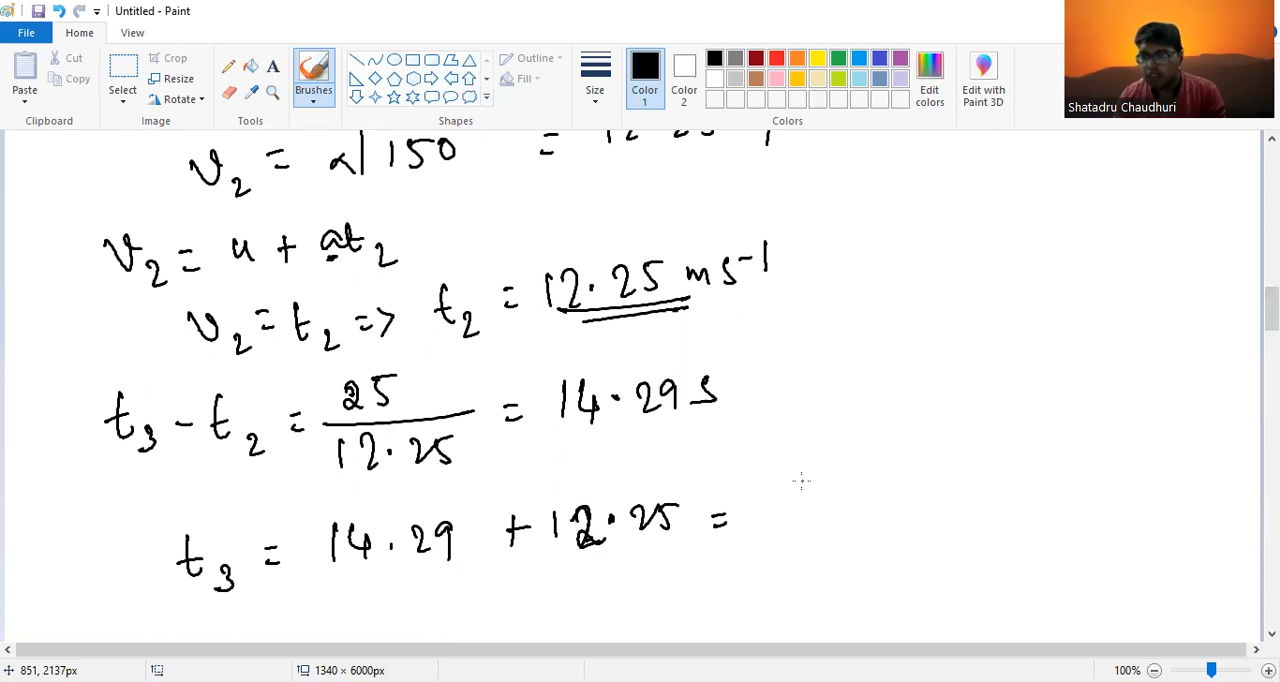 Untitled - Paint
File Home View
Paste
Cut
Copy
Clipboard
Select
Crop
Resize
Rotate
Image
Tools
Brushes
Shapes
Outline
Fill
Size
Color 1
Color 2
Colors
Edit colors
Edit with Paint 3D
Shatadru Chaudhuri
v₂ = √150 =
v₂ = u + at₂
v₂ = t₂ => t₂ = 12.25 ms⁻¹
t₃ - t₂ = 25/12.25 = 14.29 s
t₃ = 14.29 + 12.25 =
851, 2137px
1340 × 6000px
100%